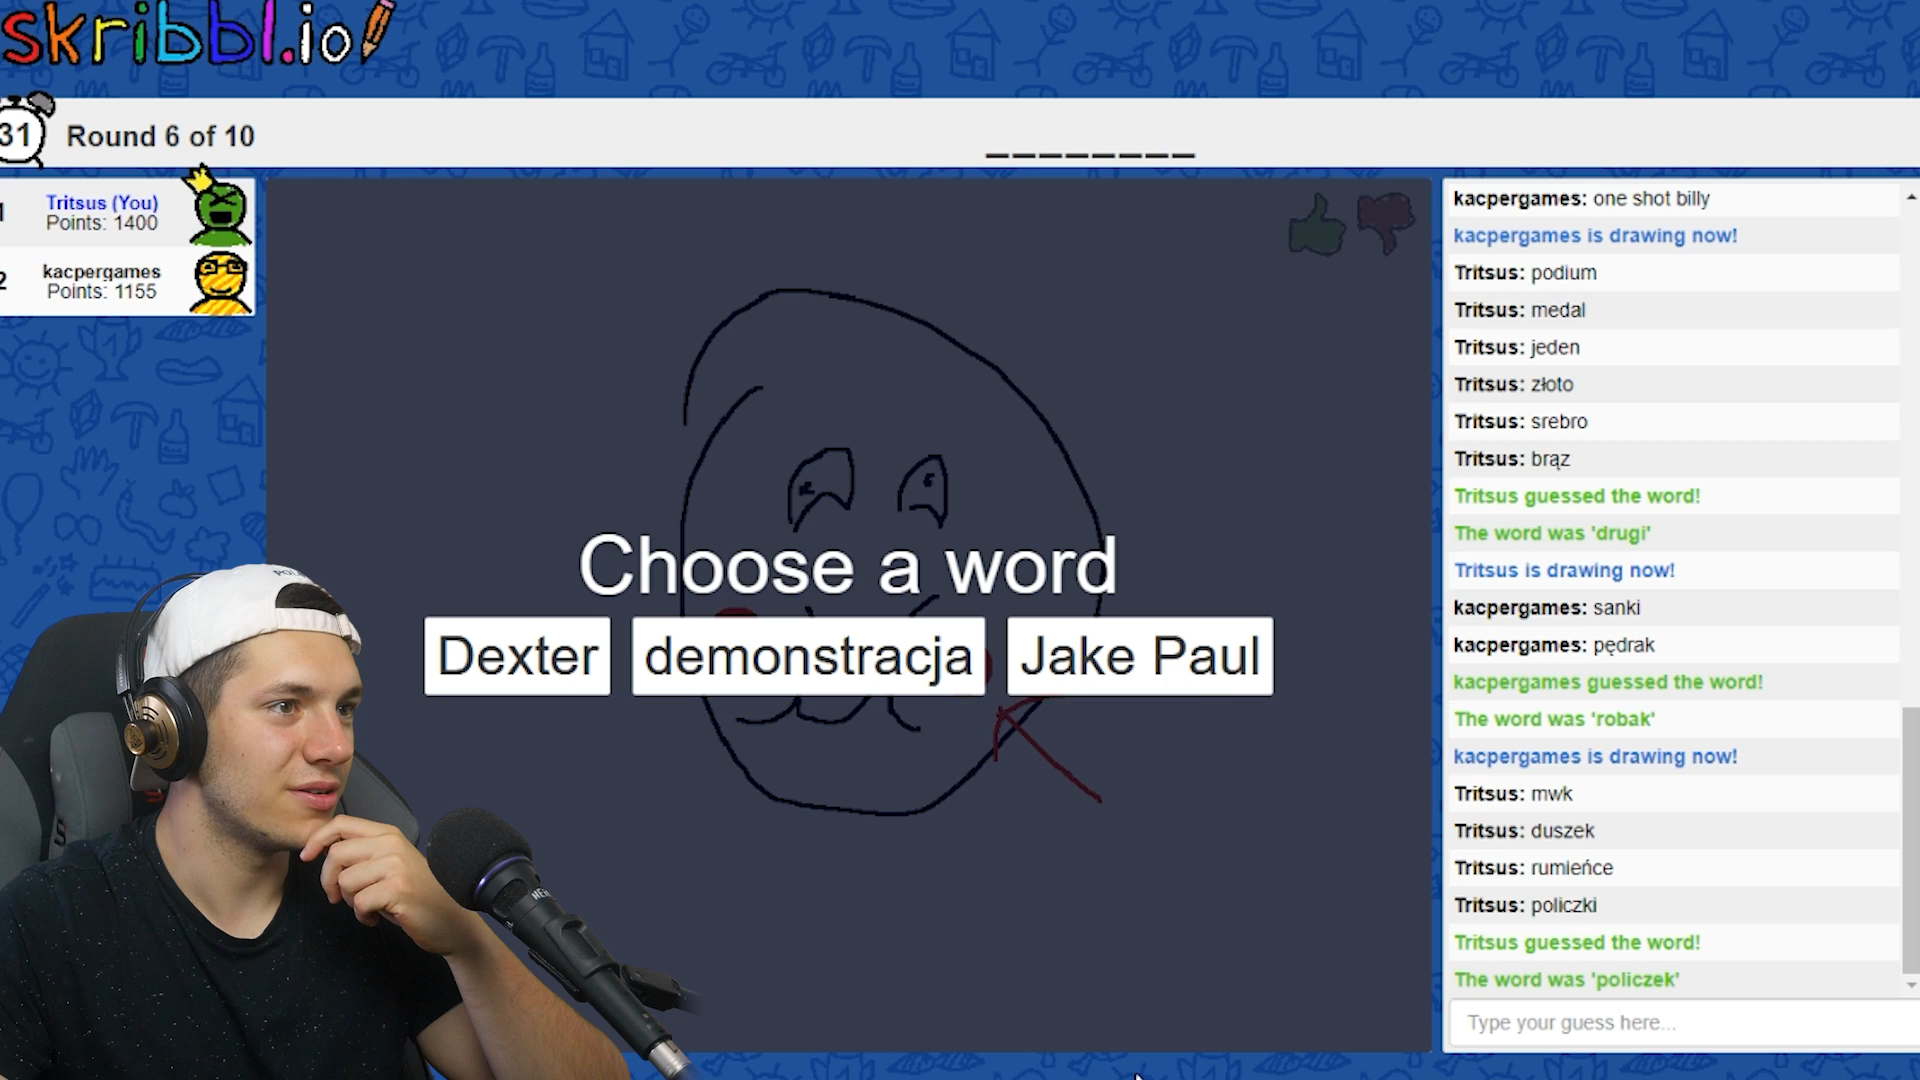 skribbl.io
31
Round 6 of 10
________
1
Tritsus (You)
Points: 1400
2
kacpergames
Points: 1155
Choose a word
Dexter
demonstracja
Jake Paul
kacpergames: one shot billy
kacpergames is drawing now!
Tritsus: podium
Tritsus: medal
Tritsus: jeden
Tritsus: złoto
Tritsus: srebro
Tritsus: brąz
Tritsus guessed the word!
The word was 'drugi'
Tritsus is drawing now!
kacpergames: sanki
kacpergames: pędrak
kacpergames guessed the word!
The word was 'robak'
kacpergames is drawing now!
Tritsus: mwk
Tritsus: duszek
Tritsus: rumieńce
Tritsus: policzki
Tritsus guessed the word!
The word was 'policzek'
Type your guess here...